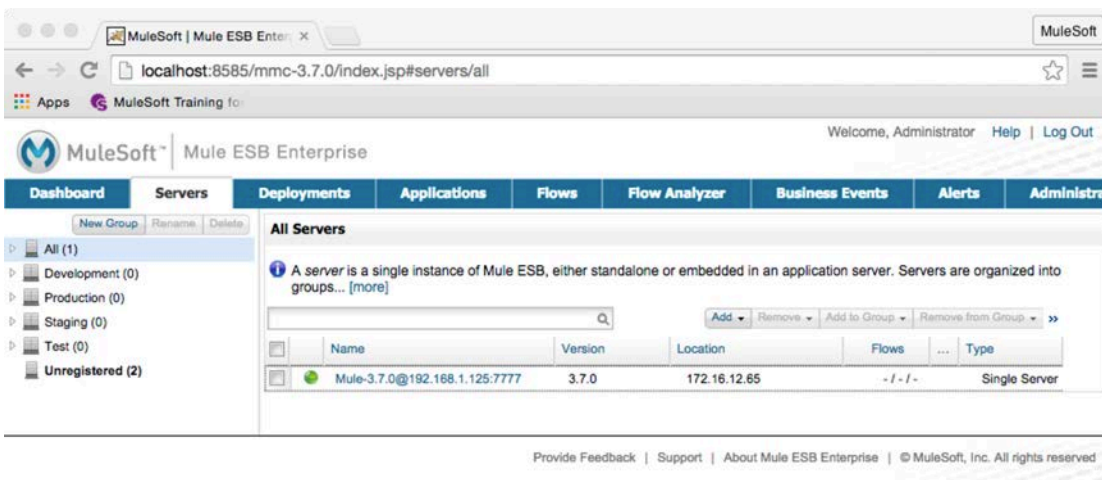 MuleSoft | Mule ESB Enter
MuleSoft
localhost:8585/mmc-3.7.0/index.jsp#servers/all
Apps MuleSoft Training fo
Welcome, Administrator Help | Log Out
MuleSoft™ Mule ESB Enterprise
Dashboard Servers Deployments Applications Flows Flow Analyzer Business Events Alerts Administra
New Group Rename Delete
All (1)
Development (0)
Production (0)
Staging (0)
Test (0)
Unregistered (2)
All Servers
A server is a single instance of Mule ESB, either standalone or embedded in an application server. Servers are organized into
groups... [more]
Add Remove Add to Group Remove from Group »
Name Version Location Flows ... Type
Mule-3.7.0@192.168.1.125:7777 3.7.0 172.16.12.65 - / - / - Single Server
Provide Feedback | Support | About Mule ESB Enterprise | © MuleSoft, Inc. All rights reserved